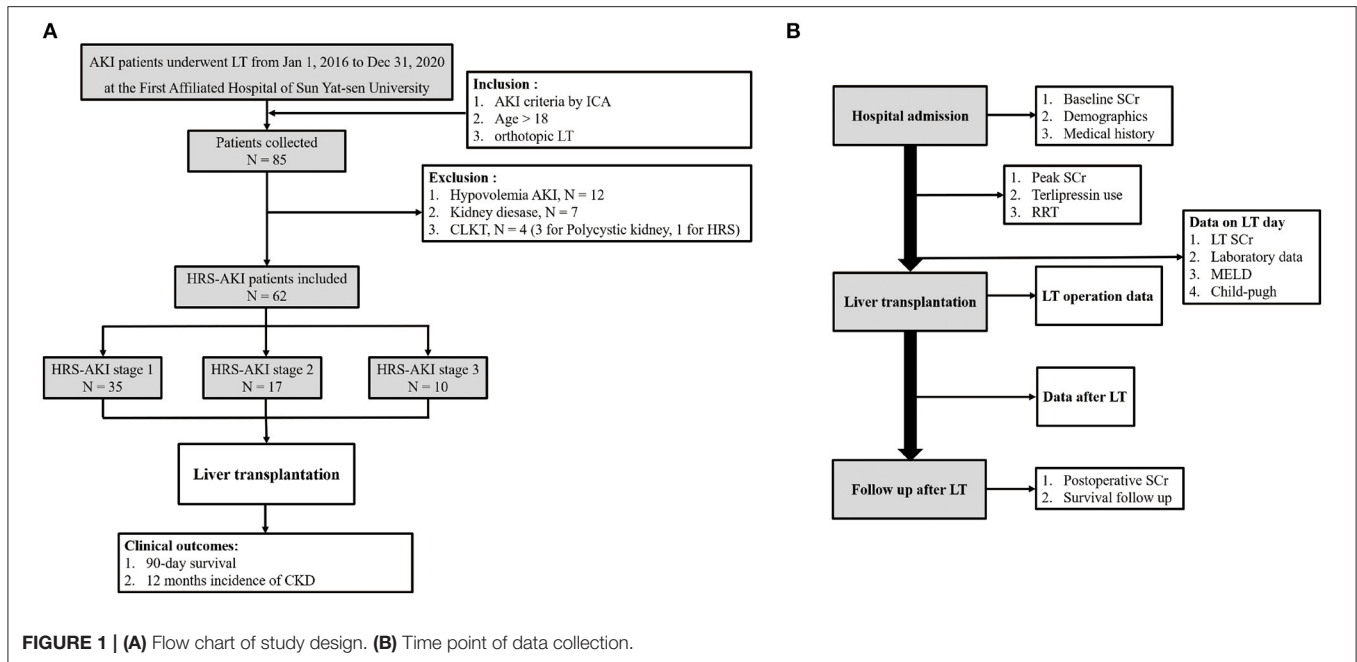 A
AKI patients underwent LT from Jan 1, 2016 to Dec 31, 2020
at the First Affiliated Hospital of Sun Yat-sen University
Inclusion :
1. AKI criteria by ICA
2. Age > 18
3. orthotopic LT
Patients collected
N = 85
Exclusion :
1. Hypovolemia AKI, N = 12
2. Kidney diesase, N = 7
3. CLKT, N = 4 (3 for Polycystic kidney, 1 for HRS)
HRS-AKI patients included
N = 62
HRS-AKI stage 1
N = 35
HRS-AKI stage 2
N = 17
HRS-AKI stage 3
N = 10
Liver transplantation
Clinical outcomes:
1. 90-day survival
2. 12 months incidence of CKD
B
Hospital admission
1. Baseline SCr
2. Demographics
3. Medical history
1. Peak SCr
2. Terlipressin use
3. RRT
Data on LT day
1. LT SCr
2. Laboratory data
3. MELD
4. Child-pugh
Liver transplantation
LT operation data
Data after LT
Follow up after LT
1. Postoperative SCr
2. Survival follow up
FIGURE 1 | (A) Flow chart of study design. (B) Time point of data collection.